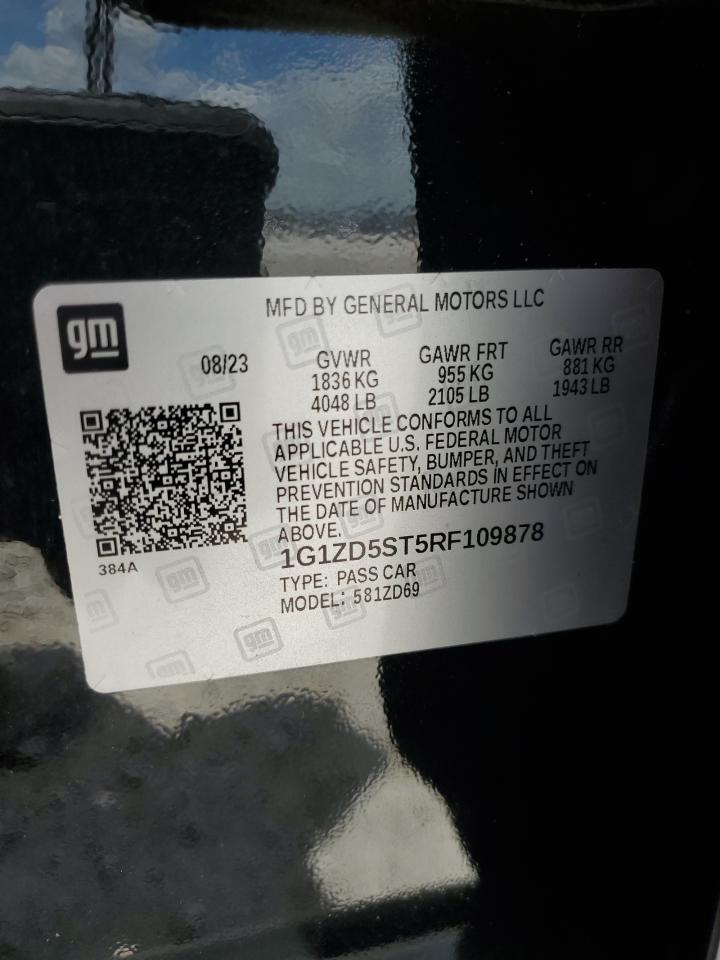 gm
MFD BY GENERAL MOTORS LLC
08/23
GVWR
1836 KG
4048 LB
GAWR FRT
955 KG
2105 LB
GAWR RR
881 KG
1943 LB
THIS VEHICLE CONFORMS TO ALL
APPLICABLE U.S. FEDERAL MOTOR
VEHICLE SAFETY, BUMPER, AND THEFT
PREVENTION STANDARDS IN EFFECT ON
THE DATE OF MANUFACTURE SHOWN
ABOVE.
1G1ZD5ST5RF109878
TYPE: PASS CAR
MODEL: 581ZD69
384A